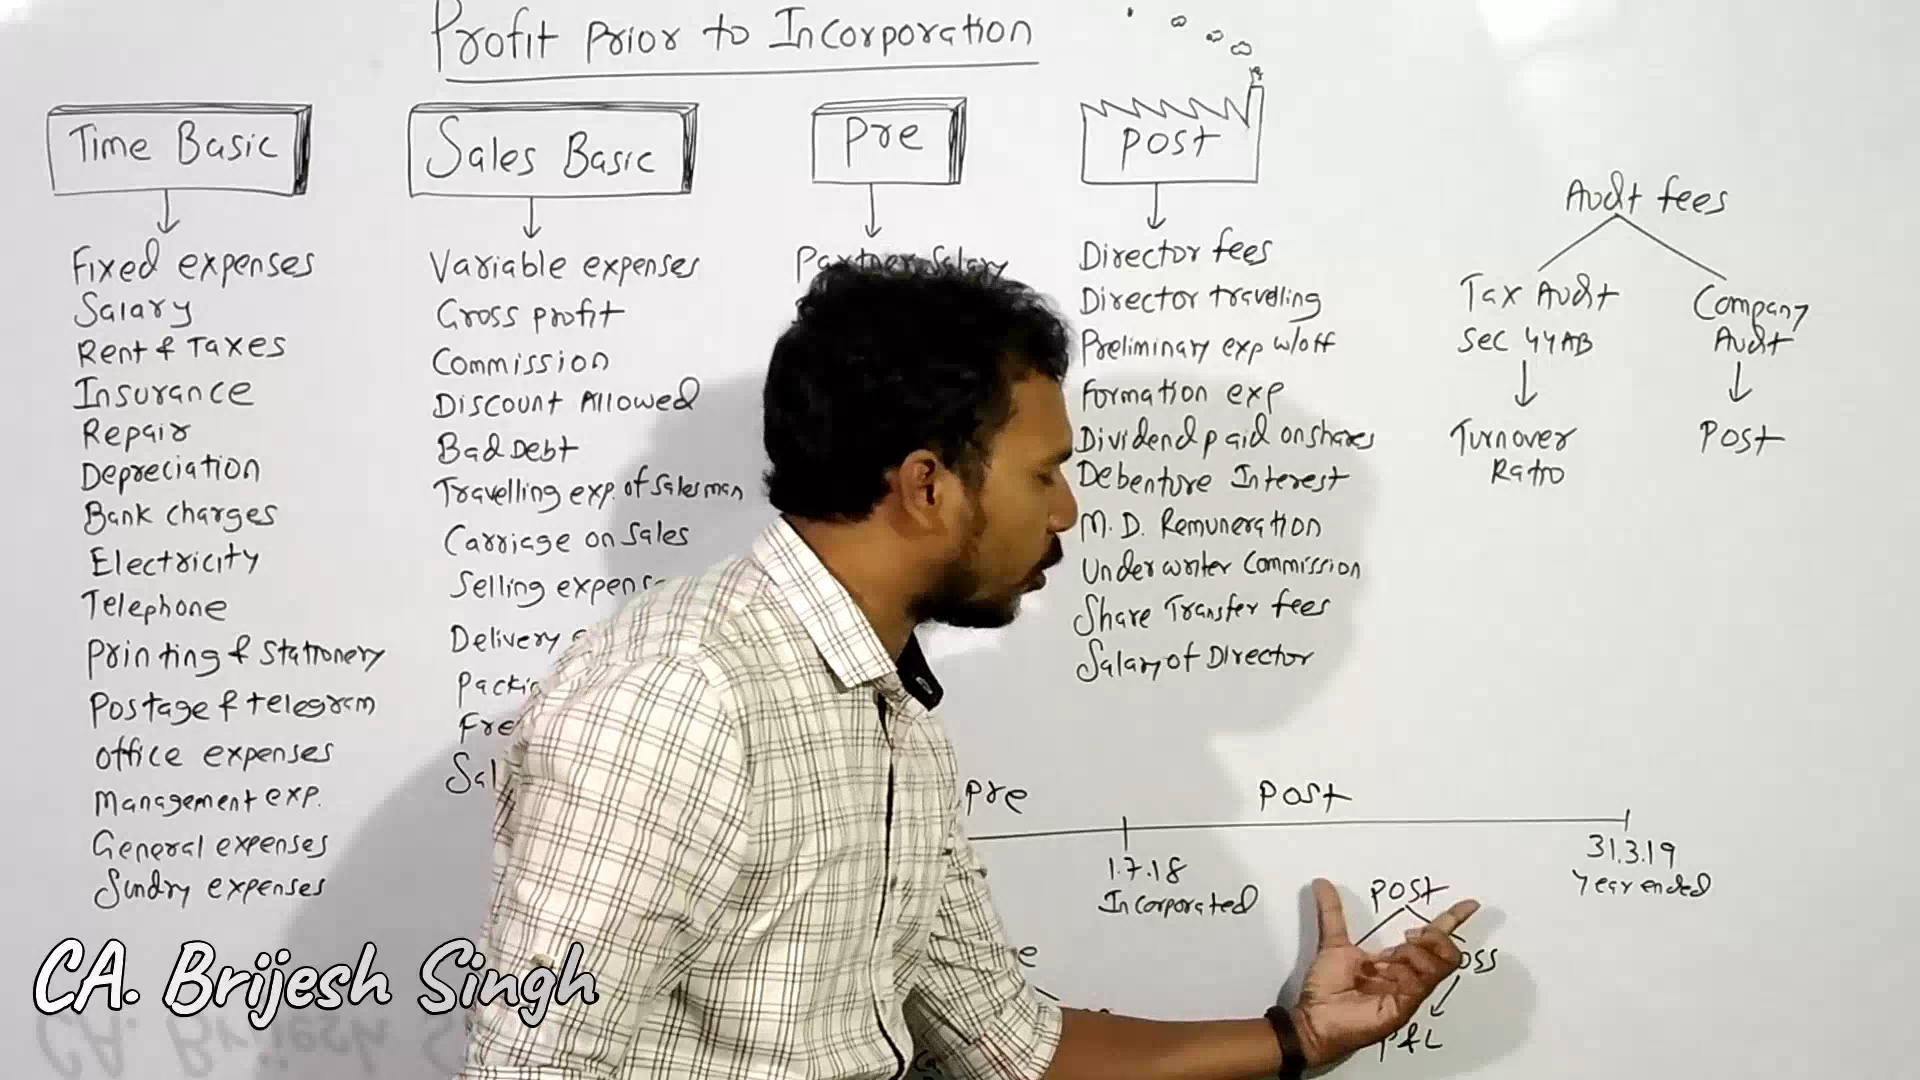 Profit Prior to Incorporation
Time Basic
Fixed expenses
Salary
Rent & Taxes
Insurance
Repair
Depreciation
Bank charges
Electricity
Telephone
Printing & Stationery
Postage & telegram
office expenses
Management exp.
General expenses
Sundry expenses
Sales Basic
Variable expenses
Gross profit
Commission
Discount Allowed
Bad Debt
Travelling exp. of Salesman
Carriage on Sales
Selling
Delivery
Pre
Partner Salary
Post
Director fees
Director travelling
Preliminary exp w/off
Formation exp
Dividend paid on shares
Debenture Interest
M.D. Remuneration
Underwriter Commission
Share Transfer fees
Salary of Director
Audit fees
Tax Audit
Sec 44AB
Turnover
Ratio
Company
Audit
Post
Pre
Post
1.7.18
Incorporated
31.3.19
Year ended
Post
P&L
CA. Brijesh Singh